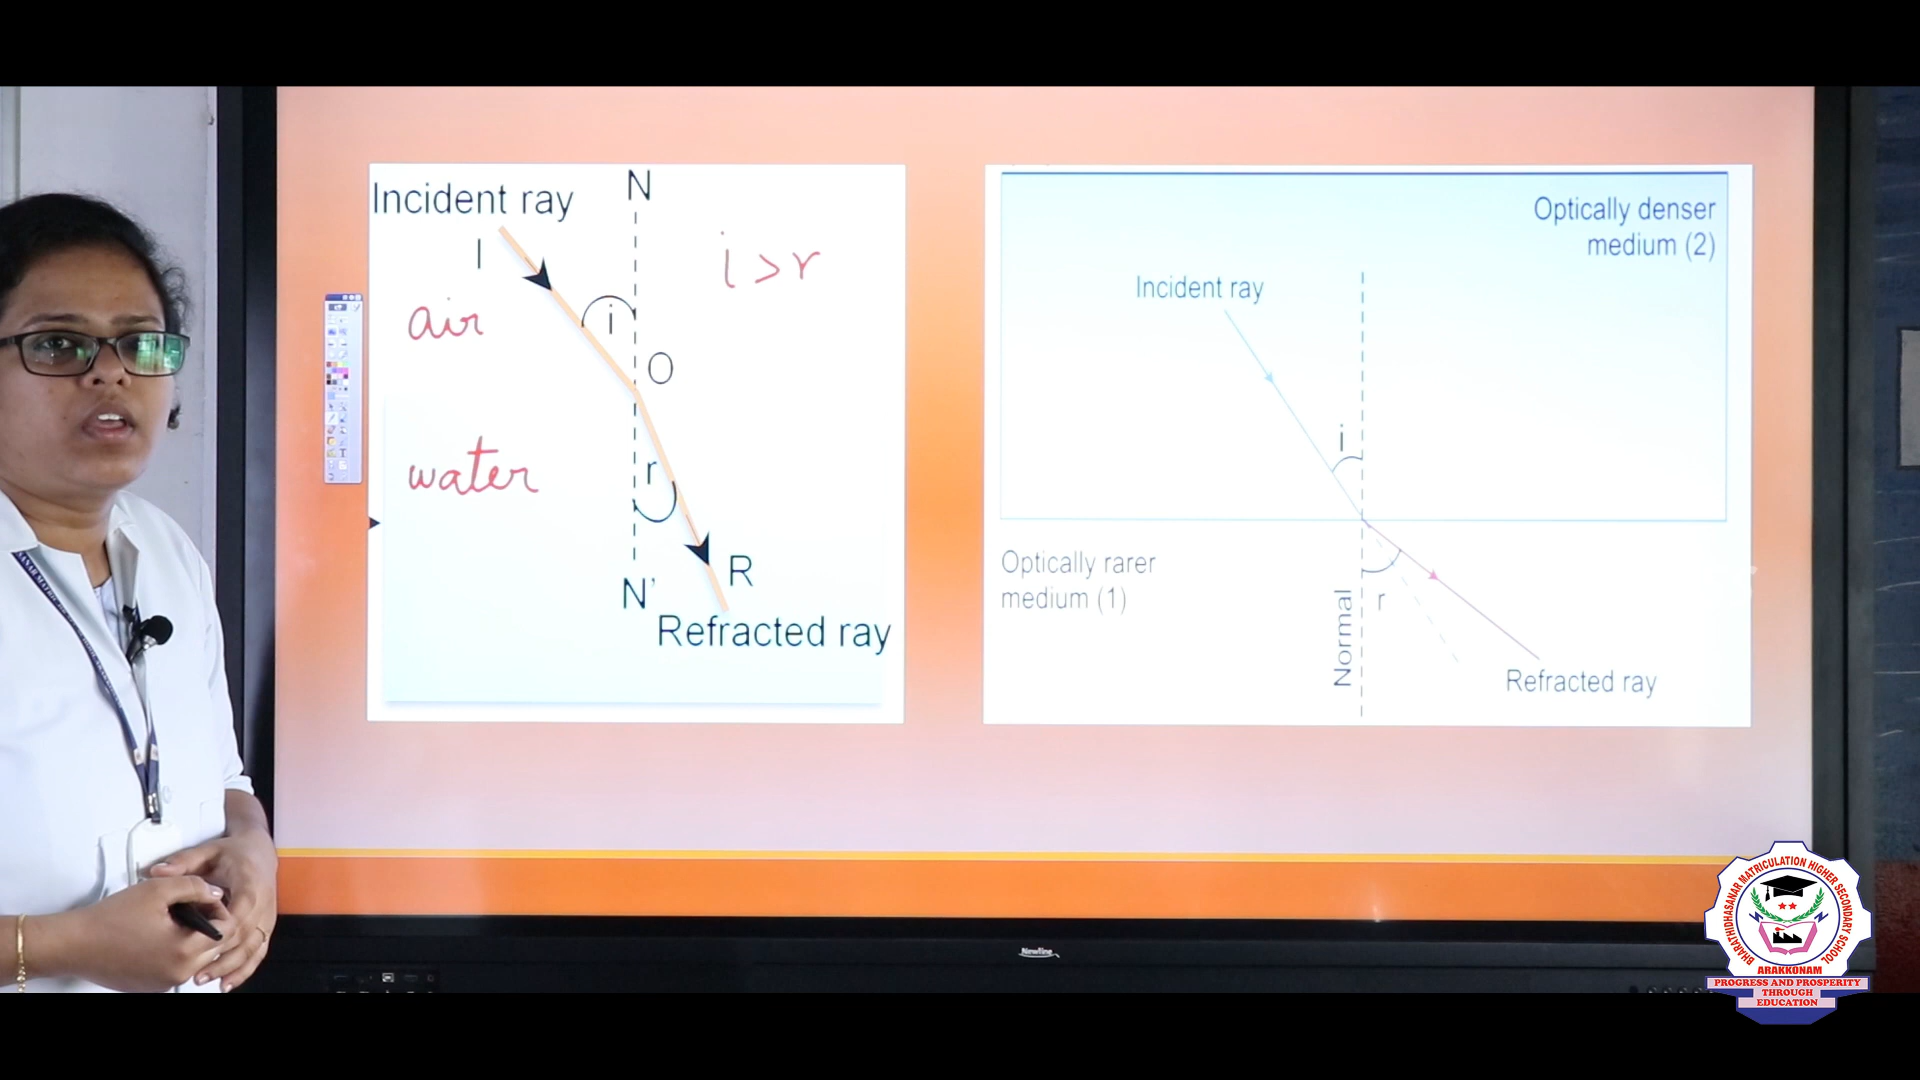 Incident ray
N
I
i > r
air
i
O
water
r
R
N'
Refracted ray
Optically denser
medium (2)
Incident ray
i
Optically rarer
medium (1)
Normal
r
Refracted ray
Newline
BHARATHIDHASANAR MATRICULATION HIGHER SECONDARY SCHOOL
ARAKKONAM
PROGRESS AND PROSPERITY
THROUGH
EDUCATION